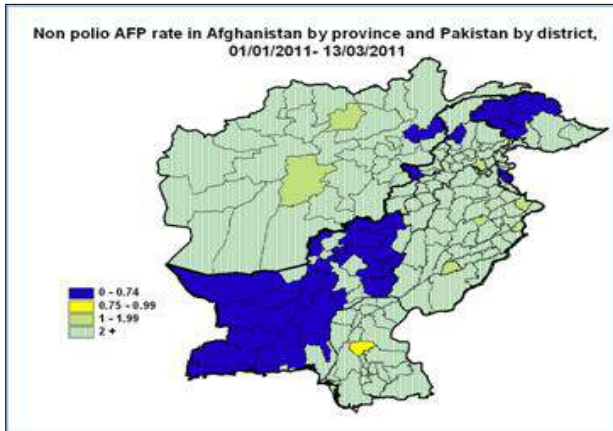 Non polio AFP rate in Afghanistan by province and Pakistan by district,
01/01/2011- 13/03/2011
0 - 0.74
0.75 - 0.99
1 - 1.99
2 +